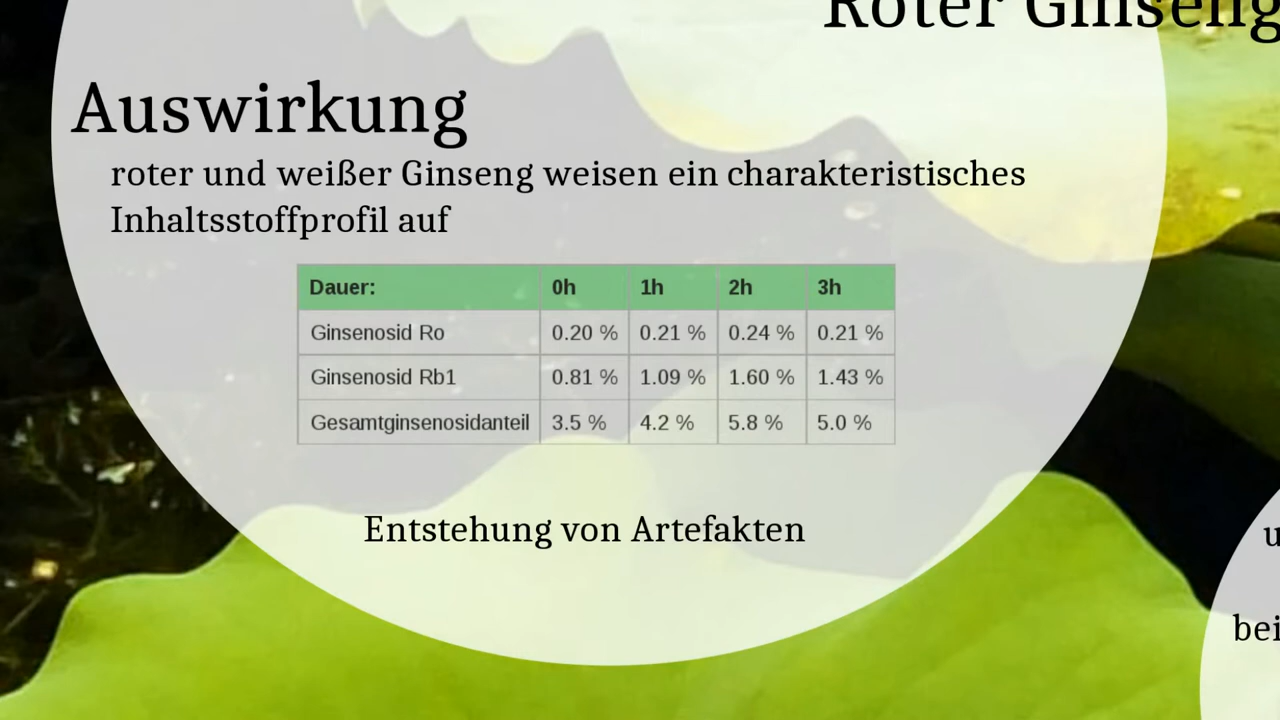 Roter Ginseng
Auswirkung
roter und weißer Ginseng weisen ein charakteristisches
Inhaltsstoffprofil auf
Dauer: 0h 1h 2h 3h
Ginsenosid Ro 0.20 % 0.21 % 0.24 % 0.21 %
Ginsenosid Rb1 0.81 % 1.09 % 1.60 % 1.43 %
Gesamtginsenosidanteil 3.5 % 4.2 % 5.8 % 5.0 %
Entstehung von Artefakten
bei